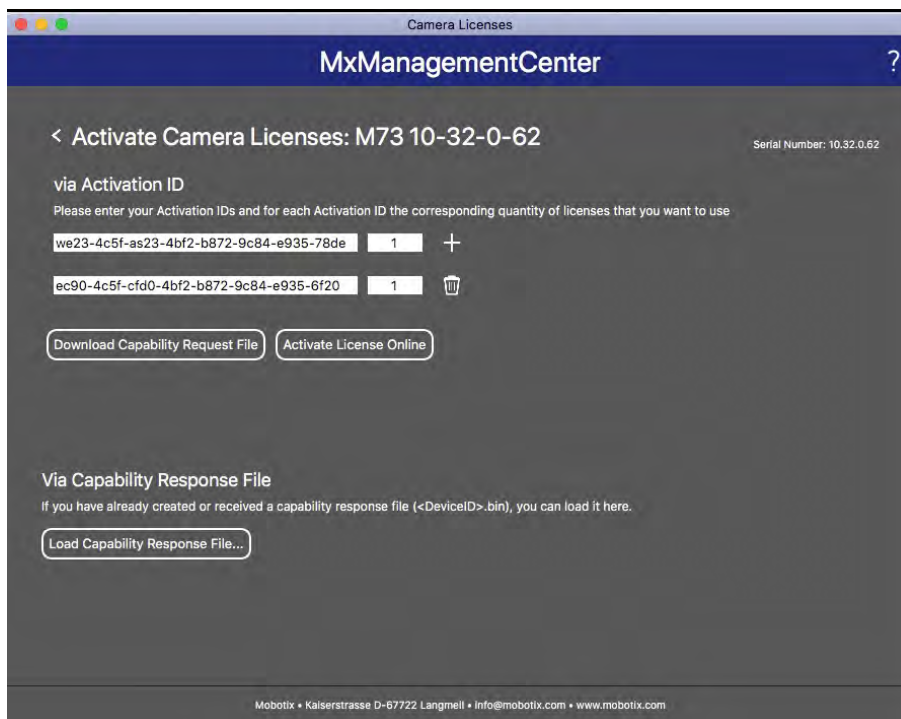 Camera Licenses
MxManagementCenter
?
< Activate Camera Licenses: M73 10-32-0-62
Serial Number: 10.32.0.62
via Activation ID
Please enter your Activation IDs and for each Activation ID the corresponding quantity of licenses that you want to use
we23-4c5f-as23-4bf2-b872-9c84-e935-78de 1 +
ec90-4c5f-cfd0-4bf2-b872-9c84-e935-6f20 1
Download Capability Request File Activate License Online
Via Capability Response File
If you have already created or received a capability response file (<DeviceID>.bin), you can load it here.
Load Capability Response File...
Mobotix • Kaiserstrasse D-67722 Langmeil • info@mobotix.com • www.mobotix.com